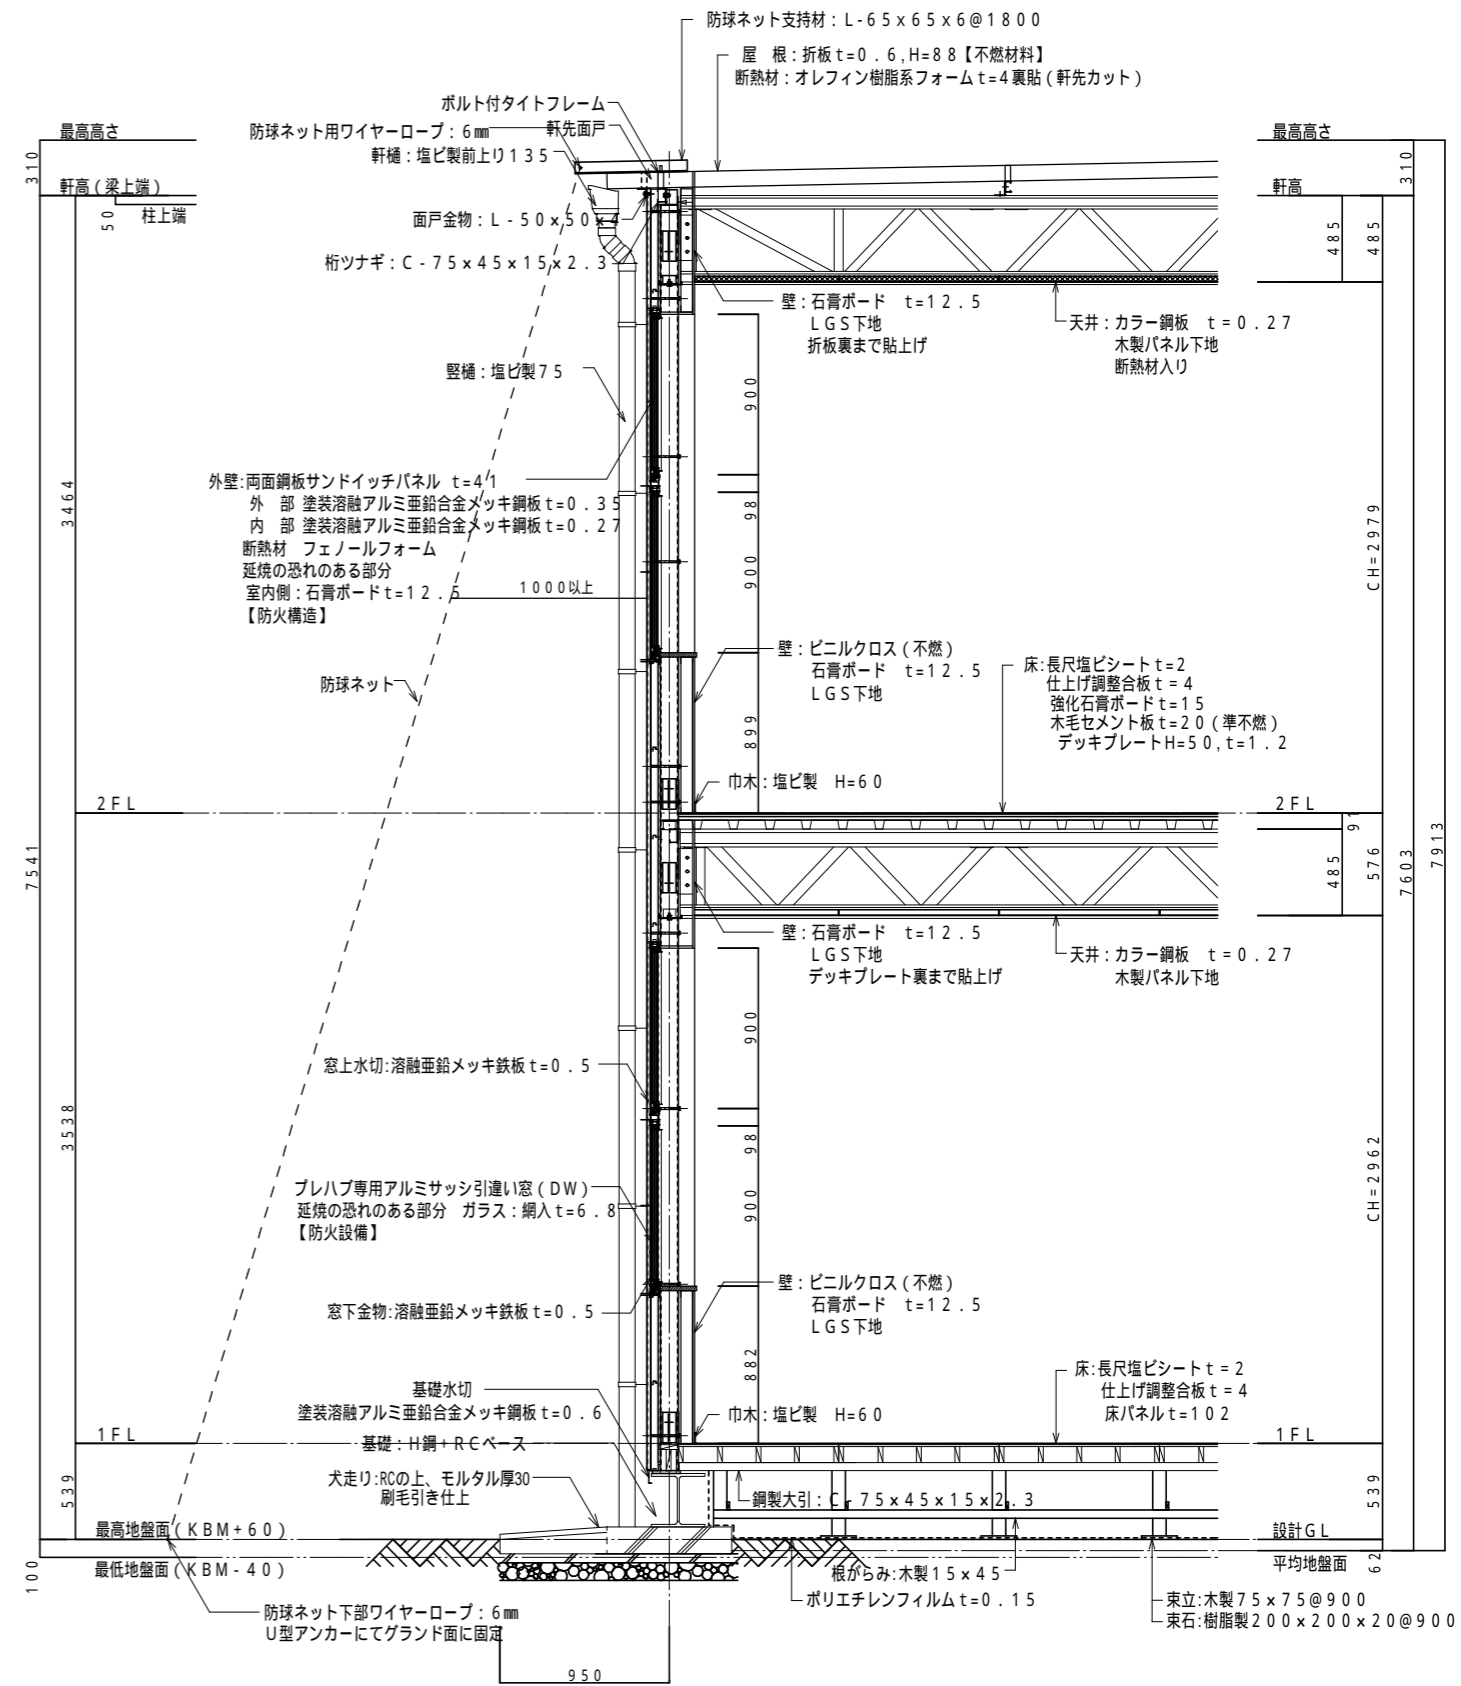 防球ネット支持材：L-65x65x6@1800
屋　根：折板t=0.6,H=88【不燃材料】
断熱材：オレフィン樹脂系フォームt=4裏貼（軒先カット）
ボルト付タイトフレーム
防球ネット用ワイヤーロープ：6㎜
軒先面戸
軒樋：塩ビ製前上り135
最高高さ
最高高さ
310
310
軒高（梁上端）
軒高
50
柱上端
面戸金物：L-50x50x4
桁ツナギ：C-75x45x15x2.3
485
485
壁：石膏ボード　t=12.5
LGS下地
折板裏まで貼上げ
天井：カラー鋼板　t=0.27
木製パネル下地
断熱材入り
竪樋：塩ビ製75
900
外壁:両面鋼板サンドイッチパネル t=41
外　部 塗装溶融アルミ亜鉛合金メッキ鋼板t=0.35
内　部 塗装溶融アルミ亜鉛合金メッキ鋼板t=0.27
断熱材　フェノールフォーム
延焼の恐れのある部分
室内側：石膏ボードt=12.5
【防火構造】
1000以上
3464
98
900
CH=2979
壁：ビニルクロス（不燃）
石膏ボード　t=12.5
LGS下地
床:長尺塩ビシートt=2
仕上げ調整合板t=4
強化石膏ボードt=15
木毛セメント板t=20（準不燃）
デッキプレートH=50,t=1.2
防球ネット
899
巾木：塩ビ製　H=60
2FL
2FL
91
7541
485
576
7603
7913
壁：石膏ボード　t=12.5
LGS下地
デッキプレート裏まで貼上げ
天井：カラー鋼板　t=0.27
木製パネル下地
900
窓上水切:溶融亜鉛メッキ鉄板t=0.5
3538
98
900
CH=2962
プレハブ専用アルミサッシ引違い窓（DW）
延焼の恐れのある部分　ガラス：網入t=6.8
【防火設備】
壁：ビニルクロス（不燃）
石膏ボード　t=12.5
LGS下地
窓下金物:溶融亜鉛メッキ鉄板t=0.5
882
床:長尺塩ビシートt=2
仕上げ調整合板t=4
床パネルt=102
基礎水切
塗装溶融アルミ亜鉛合金メッキ鋼板t=0.6
巾木：塩ビ製　H=60
1FL
1FL
基礎：H鋼+RCベース
犬走り:RCの上、モルタル厚30
刷毛引き仕上
鋼製大引：C-75x45x15x2.3
539
539
最高地盤面（KBM+60）
設計GL
最低地盤面（KBM-40）
平均地盤面
100
62
根がらみ:木製15x45
ポリエチレンフィルムt=0.15
束立:木製75x75@900
束石:樹脂製200x200x20@900
防球ネット下部ワイヤーロープ：6㎜
U型アンカーにてグランド面に固定
950